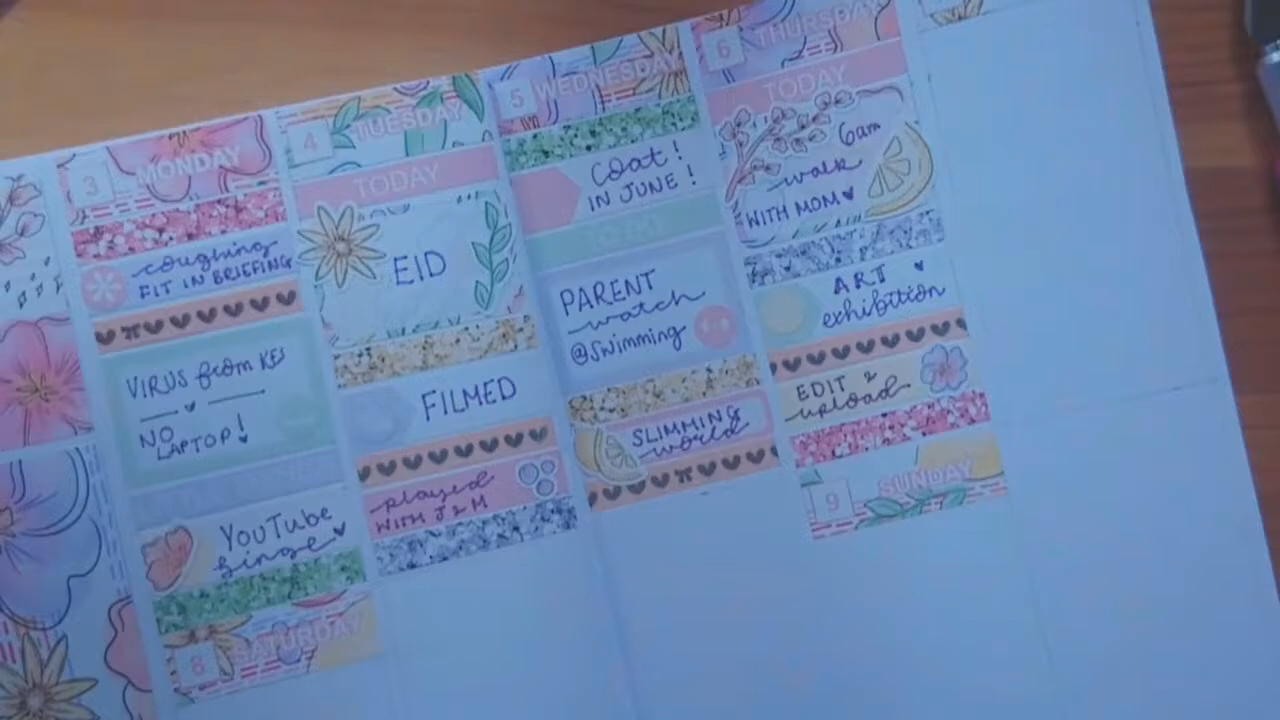 3 MONDAY
coughing
FIT IN BRIEFING
VIRUS from KES
NO
LAPTOP!
YouTube
binge
8 SATURDAY
4 TUESDAY
TODAY
EID
FILMED
played
WITH J & M
5 WEDNESDAY
coat!
IN JUNE!
PARENT
watch
@swimming
SLIMMING
world
6 THURSDAY
TODAY
6am
walk
WITH MOM
ART
exhibition
EDIT &
upload
9 SUNDAY